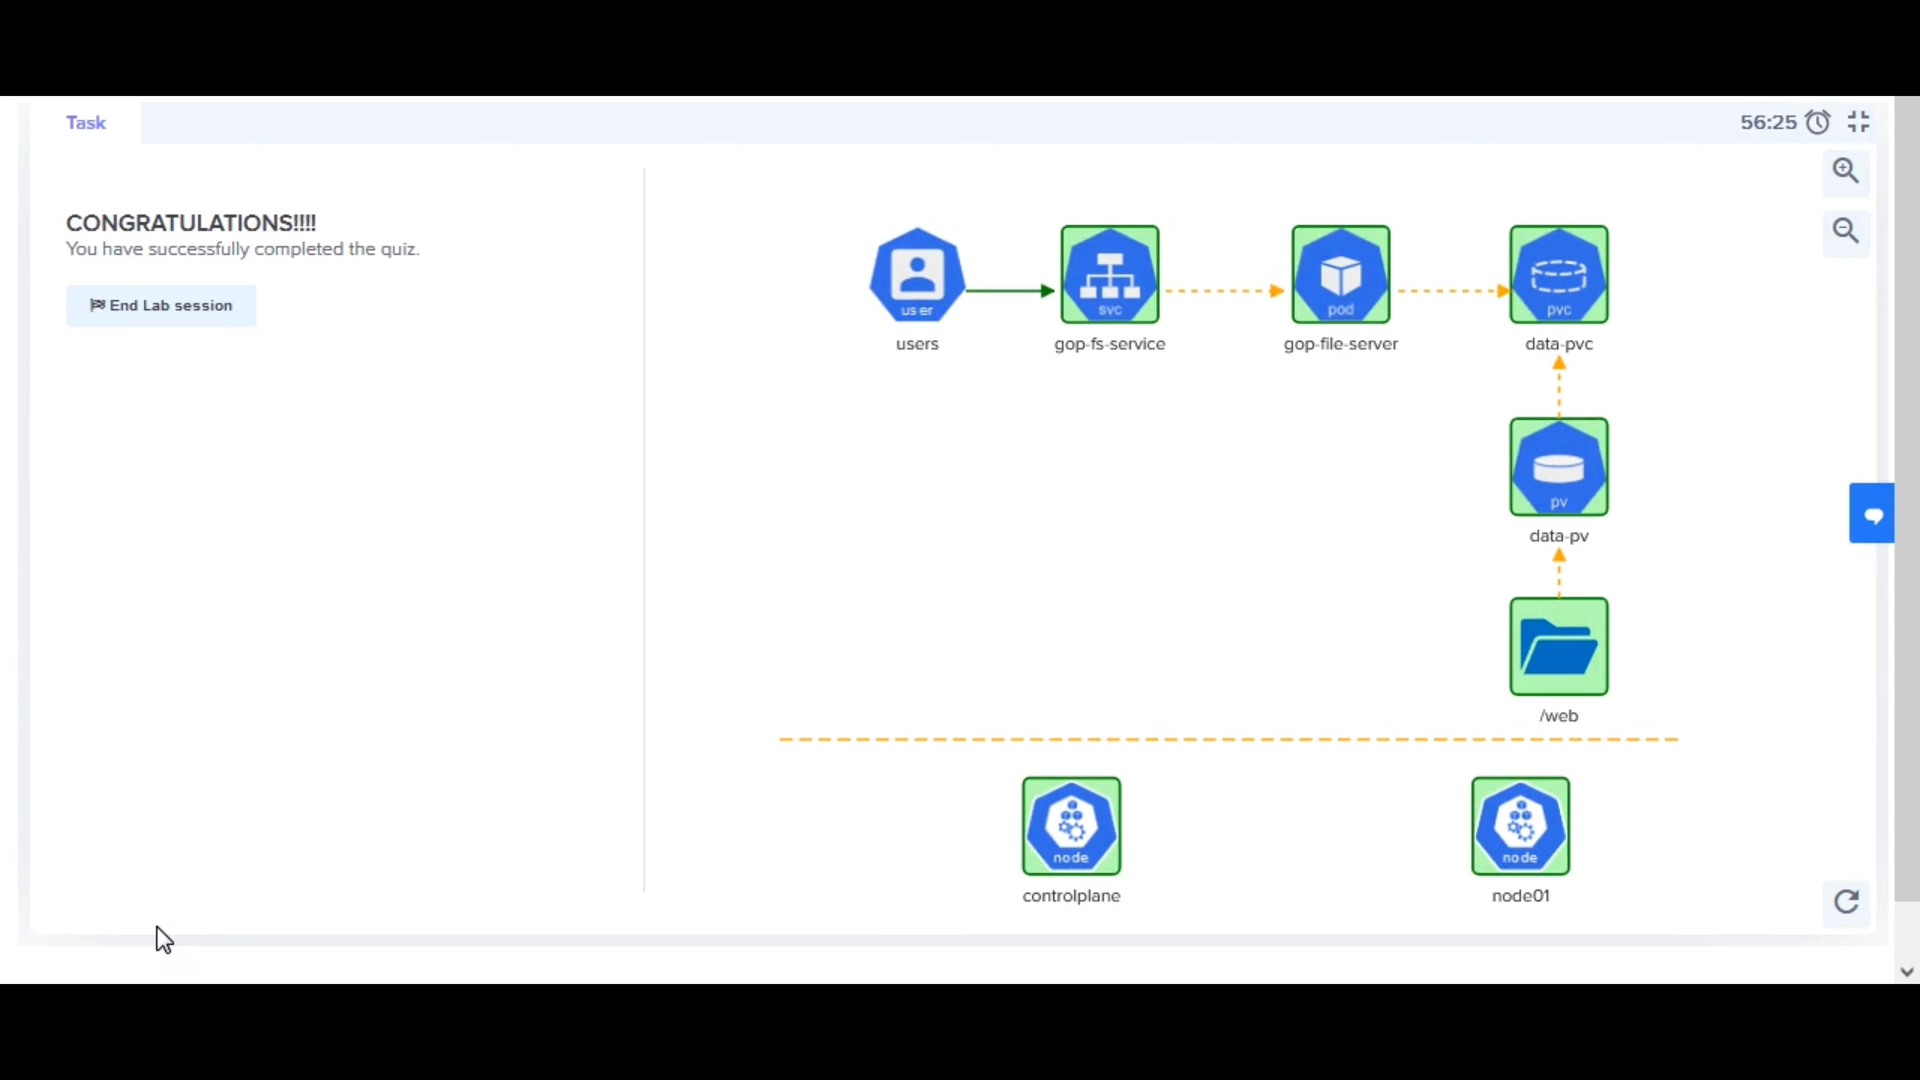 Task
56:25
CONGRATULATIONS!!!!
You have successfully completed the quiz.
End Lab session
user
svc
pod
pvc
users
gop-fs-service
gop-file-server
data-pvc
pv
data-pv
/web
node
node
controlplane
node01